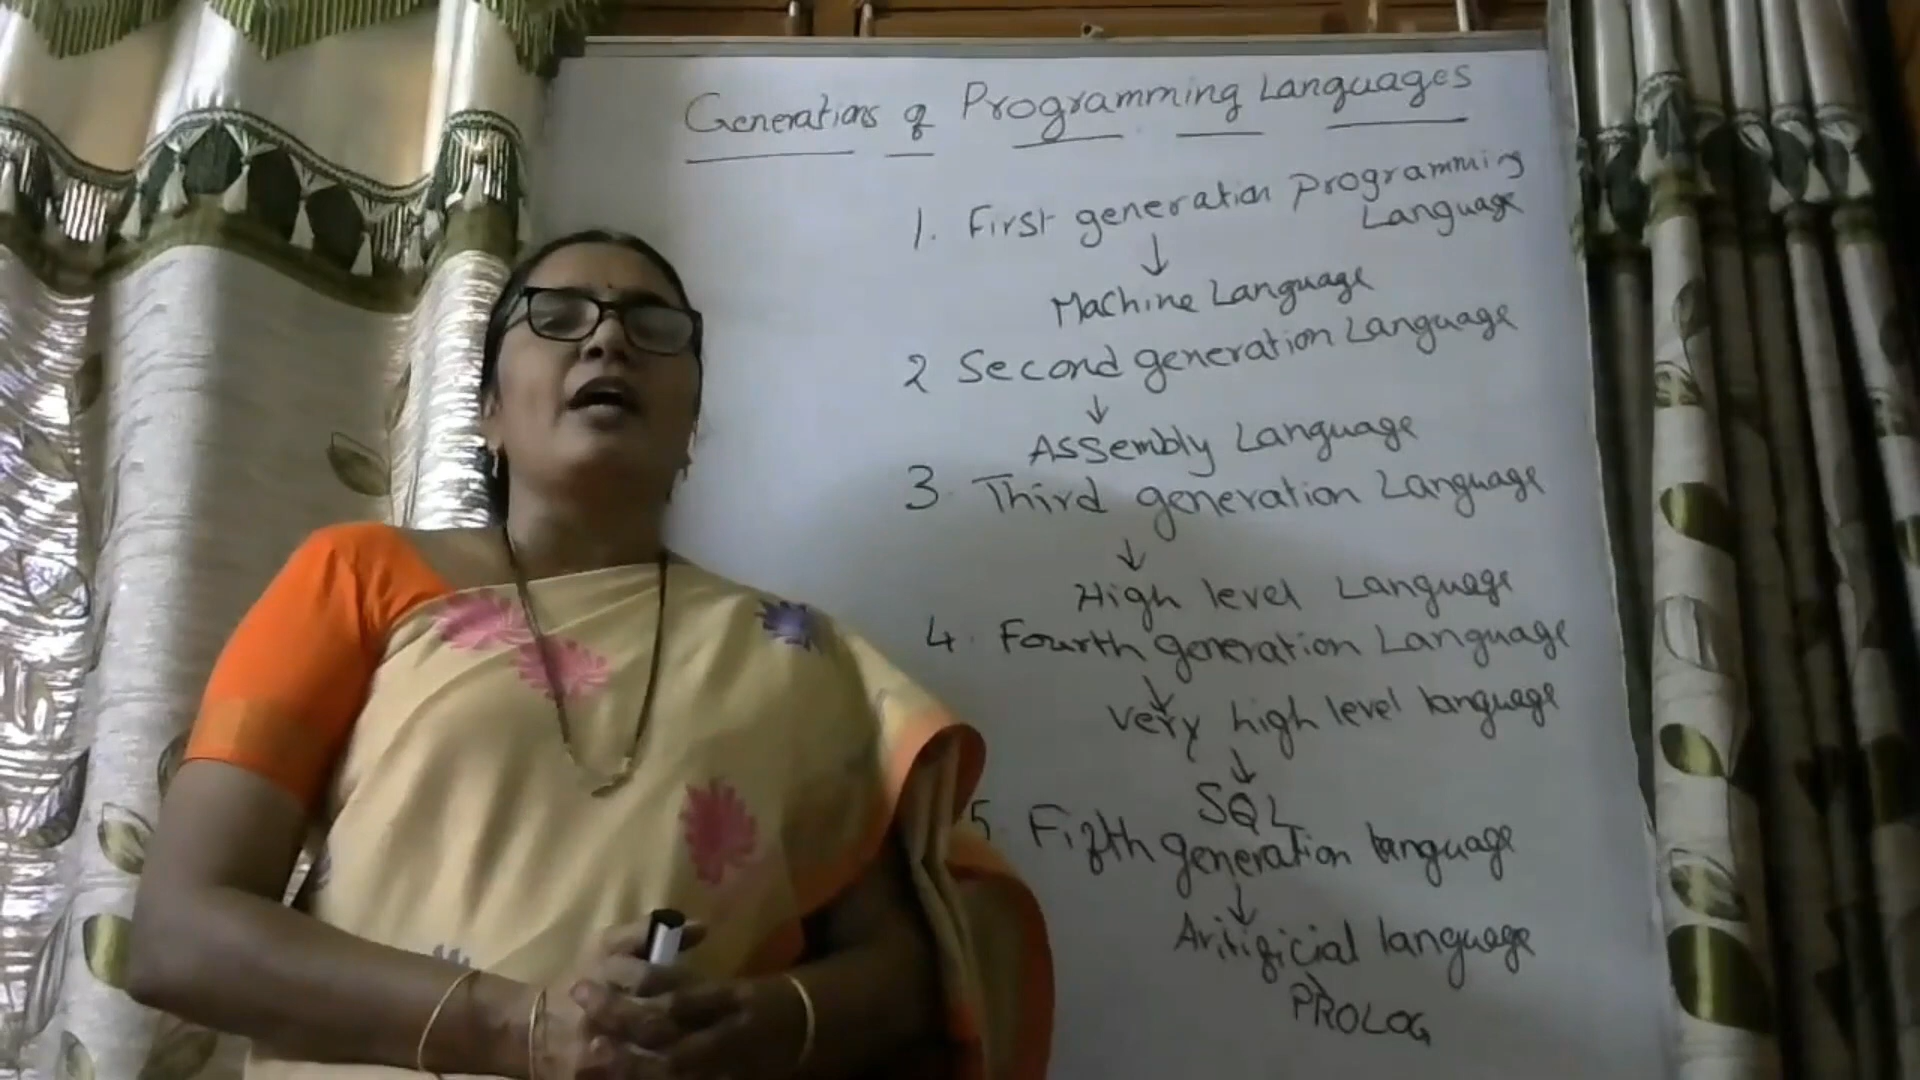 Generations of Programming Languages
1. First generation Programming
Language
↓
Machine Language
2 Second generation Language
↓
Assembly Language
3. Third generation Language
↓
High level Language
4. Fourth generation Language
↓
Very high level language
↓
SQL
5. Fifth generation language
↓
Aritificial language
PROLOG